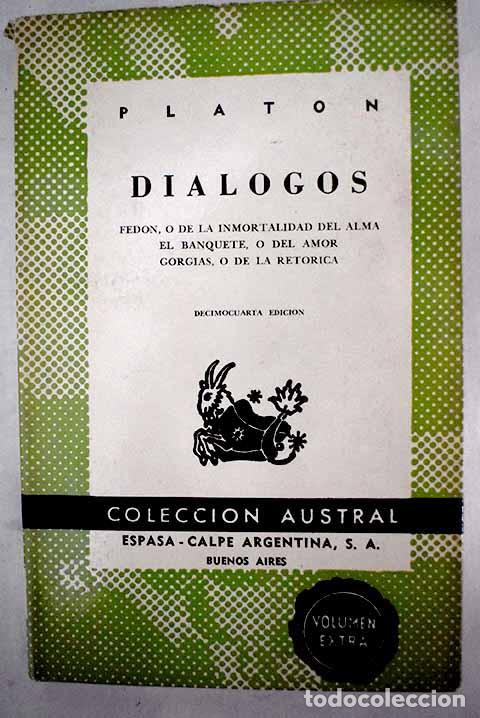 PLATON
DIALOGOS
FEDON, O DE LA INMORTALIDAD DEL ALMA
EL BANQUETE, O DEL AMOR
GORGIAS, O DE LA RETORICA
DECIMOCUARTA EDICION
COLECCION AUSTRAL
ESPASA - CALPE ARGENTINA, S. A.
BUENOS AIRES
VOLUMEN
EXTRA
todocoleccion